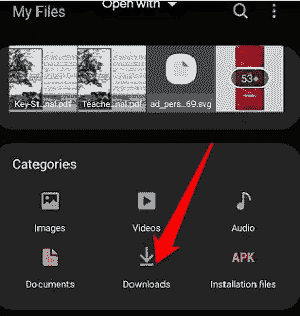 Open with
My Files
Key-St...nal.pdf Teache...nal.pdf ad_pers...69.svg 53+
Categories
Images Videos Audio
APK
Documents Downloads Installation files